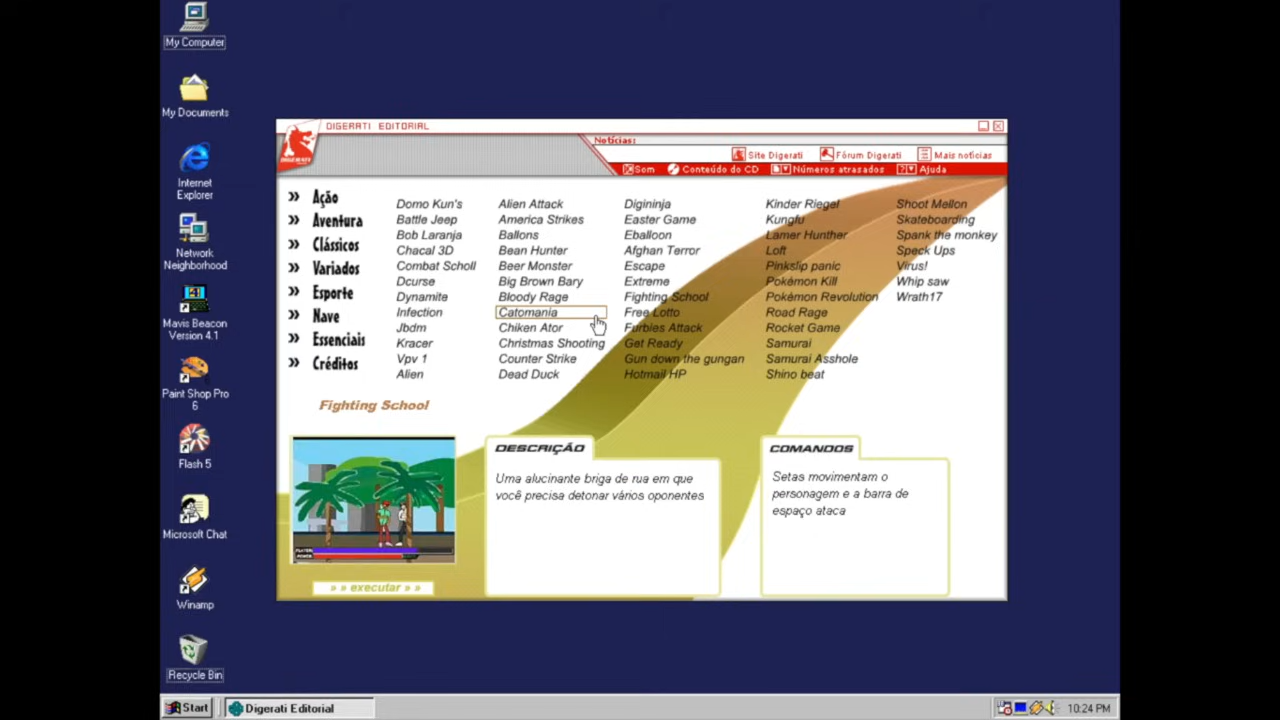 My Computer
My Documents
Internet
Explorer
Network
Neighborhood
Mavis Beacon
Version 4.1
Paint Shop Pro
6
Flash 5
Microsoft Chat
Winamp
Recycle Bin
DIGERATI EDITORIAL
DIGERATI
Notícias:
Site Digerati
Fórum Digerati
Mais notícias
Som
Conteúdo do CD
Números atrasados
Ajuda
» Ação
» Aventura
» Clássicos
» Variados
» Esporte
» Nave
» Essenciais
» Créditos
Domo Kun's
Battle Jeep
Bob Laranja
Chacal 3D
Combat Scholl
Dcurse
Dynamite
Infection
Jbdm
Kracer
Vpv 1
Alien
Alien Attack
America Strikes
Ballons
Bean Hunter
Beer Monster
Big Brown Bary
Bloody Rage
Catomania
Chiken Ator
Christmas Shooting
Counter Strike
Dead Duck
Digininja
Easter Game
Eballoon
Afghan Terror
Escape
Extreme
Fighting School
Free Lotto
Furbies Attack
Get Ready
Gun down the gungan
Hotmail HP
Kinder Riegel
Kungfu
Lamer Hunther
Loft
Pinkslip panic
Pokémon Kill
Pokémon Revolution
Road Rage
Rocket Game
Samurai
Samurai Asshole
Shino beat
Shoot Mellon
Skateboarding
Spank the monkey
Speck Ups
Virus!
Whip saw
Wrath17
Fighting School
» » executar » »
DESCRIÇÃO
Uma alucinante briga de rua em que
você precisa detonar vários oponentes
COMANDOS
Setas movimentam o
personagem e a barra de
espaço ataca
Start
Digerati Editorial
10:24 PM